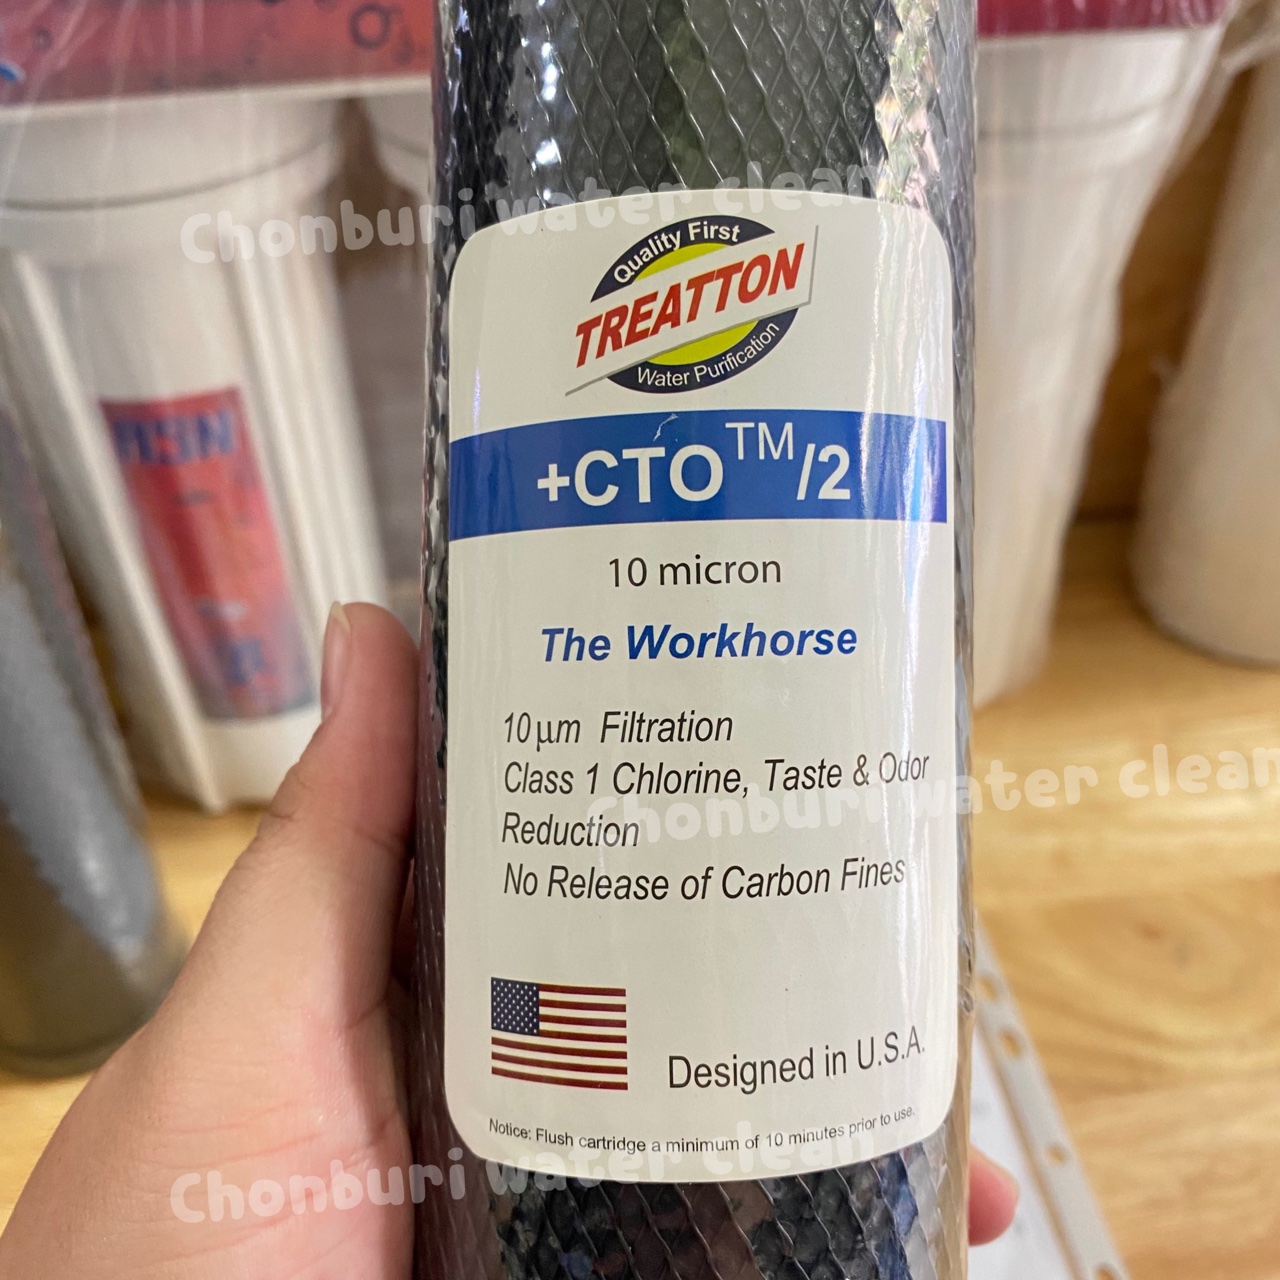 Chonburi water clean
Quality First
TREATTON
Water Purification
+CTO™/2
10 micron
The Workhorse
10 µm Filtration
Class 1 Chlorine, Taste & Odor
Reduction
Chonburi water clean
No Release of Carbon Fines
Designed in U.S.A.
Notice: Flush cartridge a minimum of 10 minutes prior to use.
Chonburi water clean